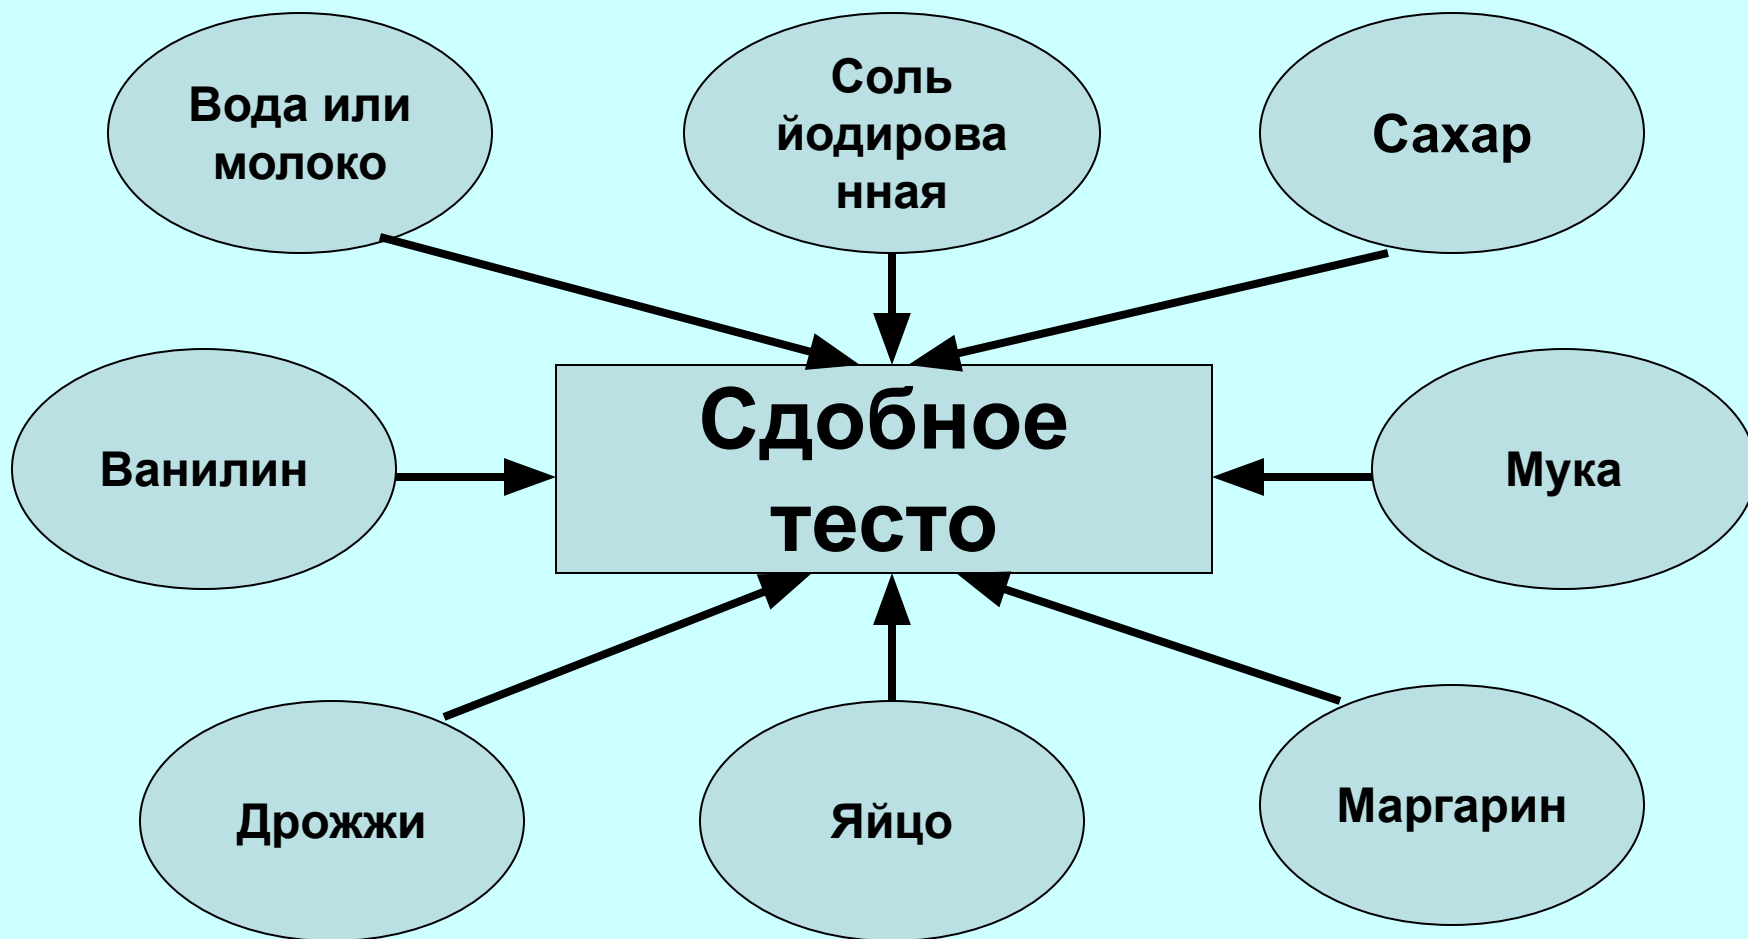 Вода или
молоко
Соль
йодирова
нная
Сахар
Ванилин
Сдобное
тесто
Мука
Дрожжи
Яйцо
Маргарин